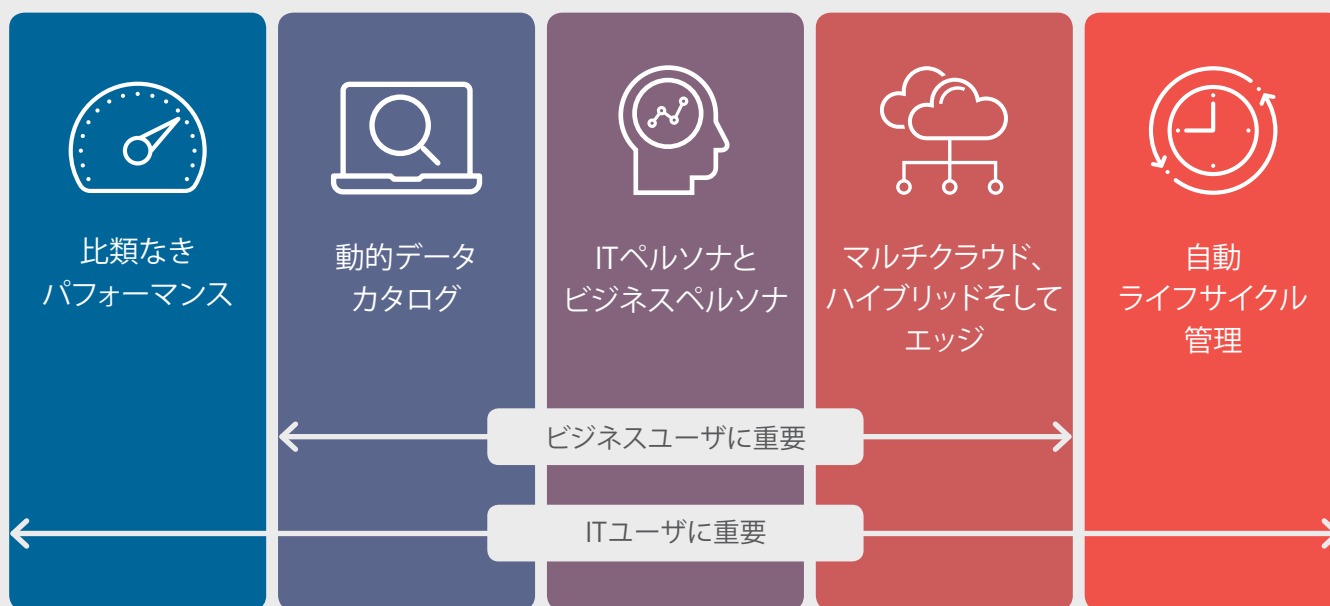 比類なき
パフォーマンス
動的データ
カタログ
ITペルソナと
ビジネスペルソナ
マルチクラウド、
ハイブリッドそして
エッジ
自動
ライフサイクル
管理
ビジネスユーザに重要
ITユーザに重要